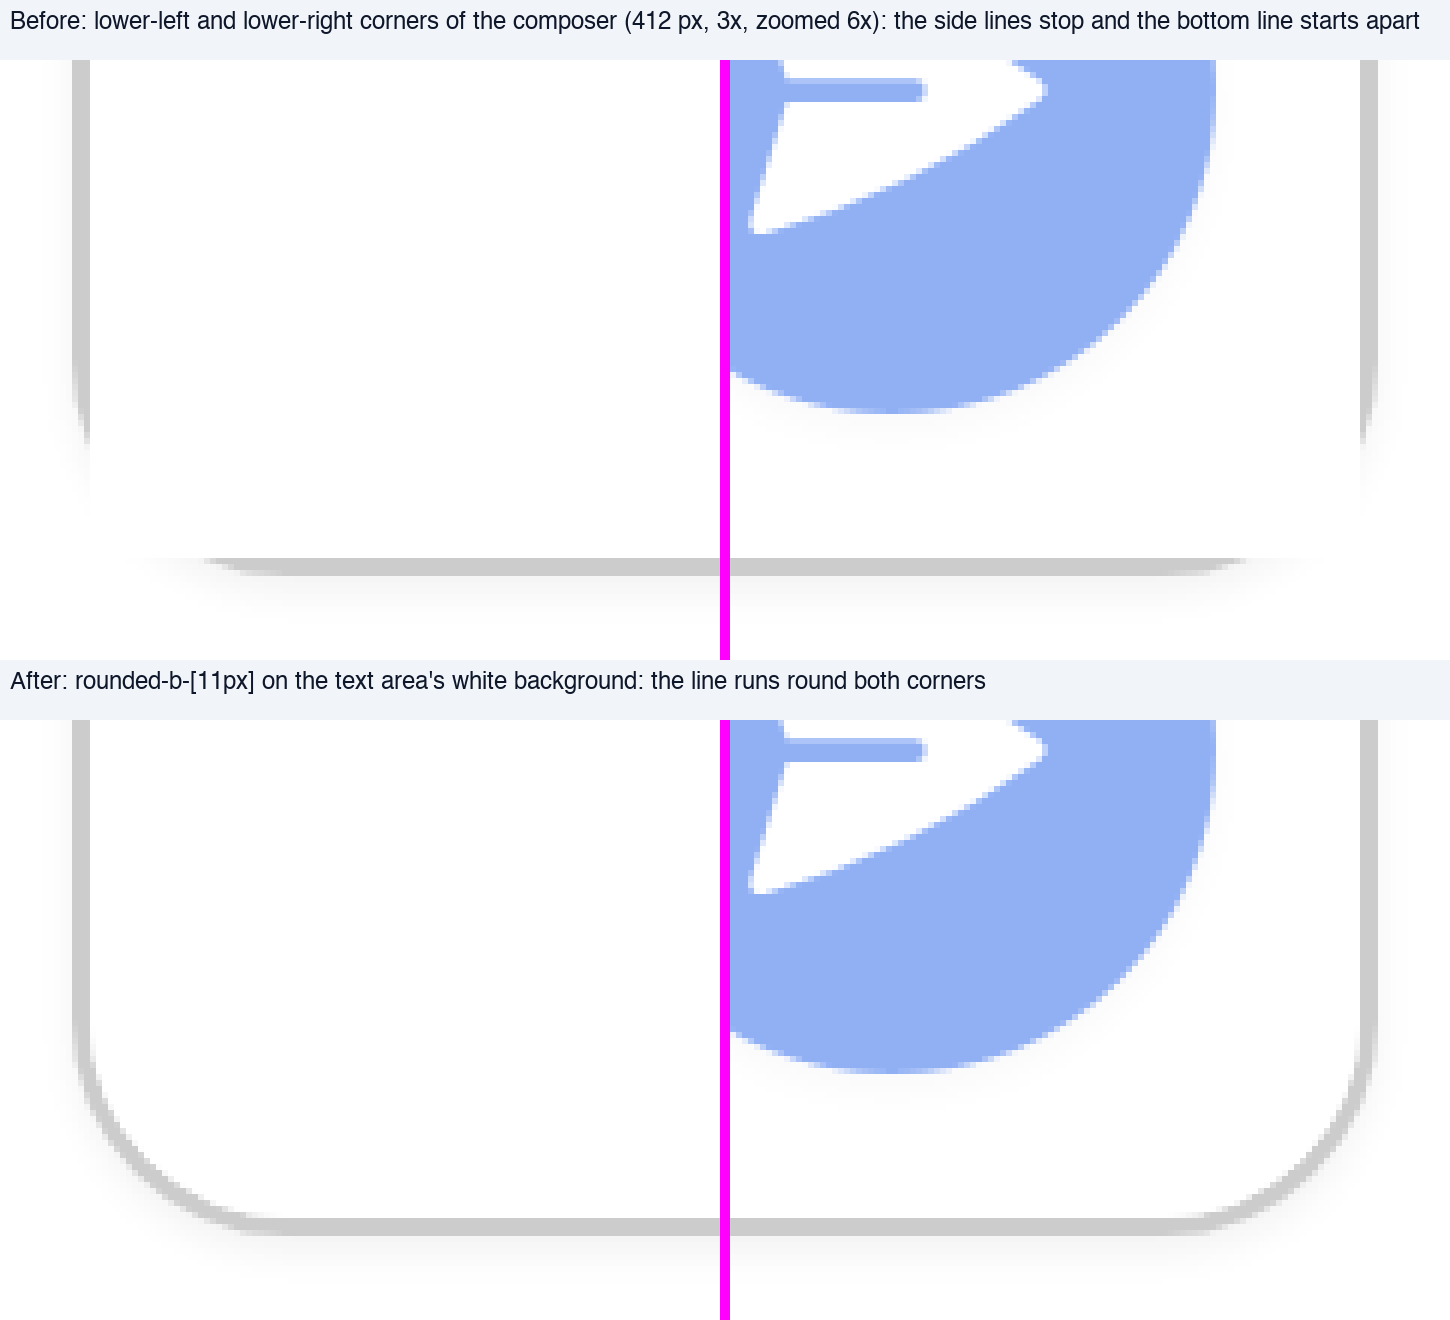 Before: lower-left and lower-right corners of the composer (412 px, 3x, zoomed 6x): the side lines stop and the bottom line starts apart
After: rounded-b-[11px] on the text area's white background: the line runs round both corners